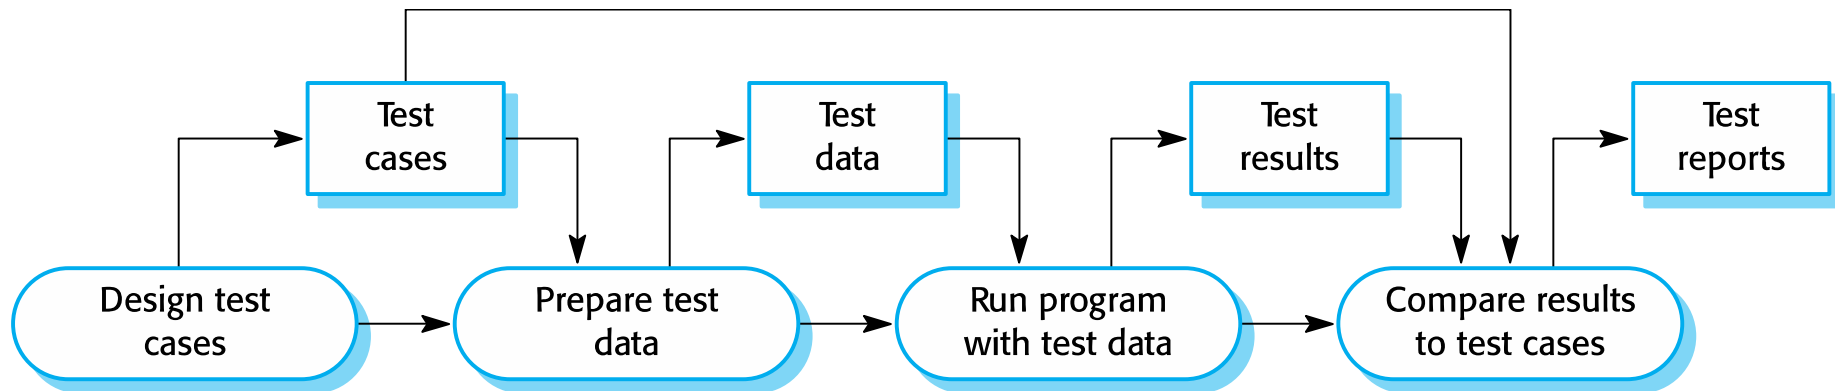 Test
cases
Test
data
Test
results
Test
reports
Design test
cases
Prepare test
data
Run program
with test data
Compare results
to test cases